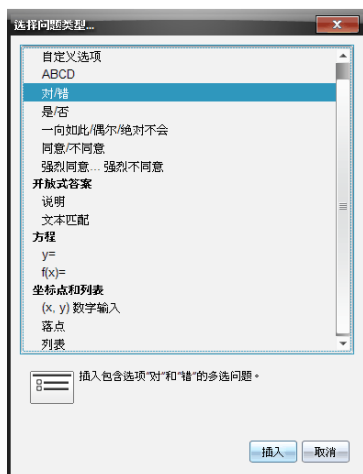 选择问题类型...
自定义选项
ABCD
对/错
是/否
一向如此/偶尔/绝对不会
同意/不同意
强烈同意... 强烈不同意
开放式答案
说明
文本匹配
方程
y=
f(x)=
坐标点和列表
(x, y) 数字输入
落点
列表
插入包含选项"对"和"错"的多选问题。
插入
取消